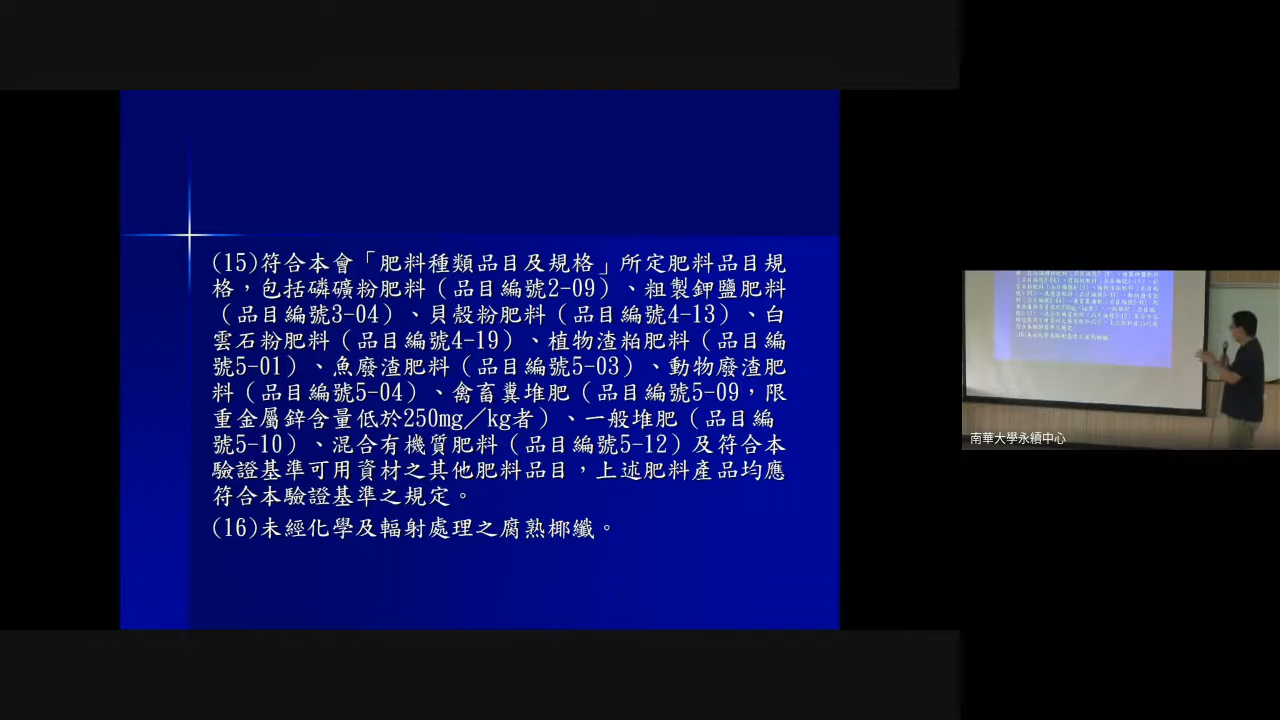 (15)符合本會「肥料種類品目及規格」所定肥料品目規
格，包括磷礦粉肥料（品目編號2-09）、粗製鉀鹽肥料
（品目編號3-04）、貝殼粉肥料（品目編號4-13）、白
雲石粉肥料（品目編號4-19）、植物渣粕肥料（品目編
號5-01）、魚廢渣肥料（品目編號5-03）、動物廢渣肥
料（品目編號5-04）、禽畜糞堆肥（品目編號5-09，限
重金屬鋅含量低於250mg／kg者）、一般堆肥（品目編
號5-10）、混合有機質肥料（品目編號5-12）及符合本
驗證基準可用資材之其他肥料品目，上述肥料產品均應
符合本驗證基準之規定。
(16)未經化學及輻射處理之腐熟椰纖。
南華大學永續中心